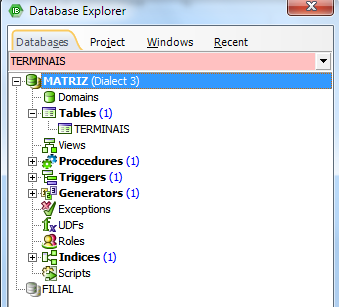 Database Explorer
Databases Project Windows Recent
TERMINAIS
MATRIZ (Dialect 3)
Domains
Tables (1)
TERMINAIS
Views
Procedures (1)
Triggers (1)
Generators (1)
Exceptions
UDFs
Roles
Indices (1)
Scripts
FILIAL